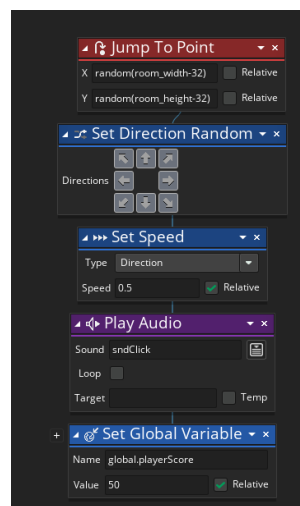 Jump To Point
X random(room_width-32) Relative
Y random(room_height-32) Relative
Set Direction Random
Directions
Set Speed
Type Direction
Speed 0.5 Relative
Play Audio
Sound sndClick
Loop
Target Temp
Set Global Variable
Name global.playerScore
Value 50 Relative